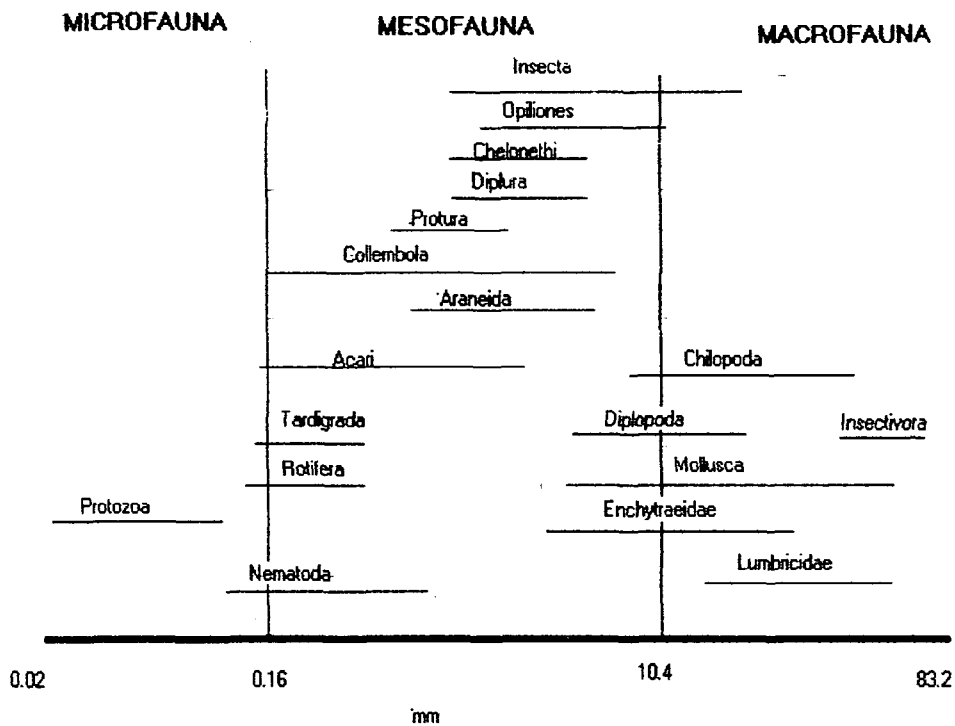 MICROFAUNA MESOFAUNA MACROFAUNA
Insecta
Opiliones
Chelonethi
Diplura
Protura
Collembola
Araneida
Acari Chilopoda
Tardigrada Diplopoda Insectivora
Rotifera Mollusca
Protozoa Enchytraeidae
Nematoda Lumbricidae
0.02 0.16 10.4 83.2
mm